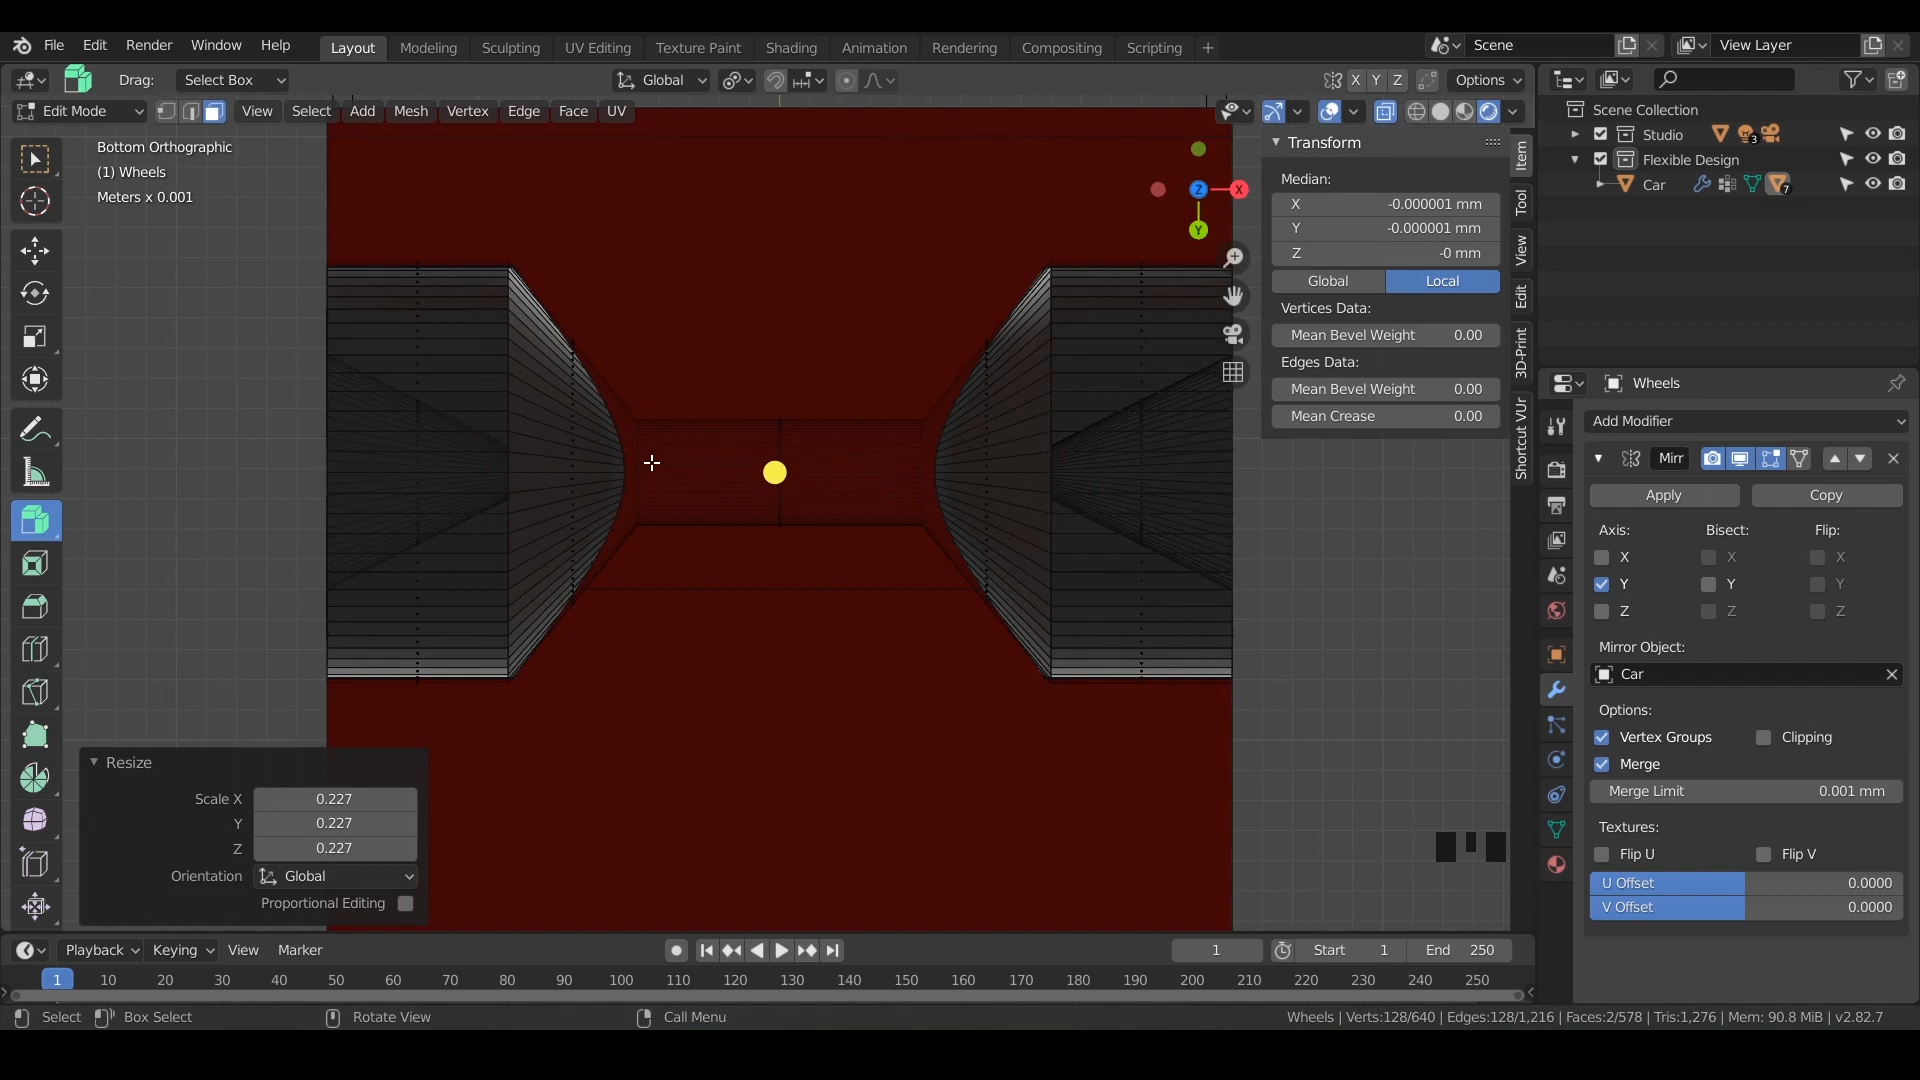 File Edit Render Window Help Layout Modeling Sculpting UV Editing Texture Paint Shading Animation Rendering Compositing Scripting + Scene View Layer
Drag: Select Box Global X Y Z Options
Edit Mode View Select Add Mesh Vertex Edge Face UV
Bottom Orthographic
(1) Wheels
Meters x 0.001
X
Y
Z
Transform
Median:
X -0.000001 mm
Y -0.000001 mm
Z -0 mm
Global Local
Vertices Data:
Mean Bevel Weight 0.00
Edges Data:
Mean Bevel Weight 0.00
Mean Crease 0.00
Item
Tool
View
Edit
3D-Print
Shortcut VUr
Scene Collection
Studio 3
Flexible Design
Car 7
Wheels
Add Modifier
Mirr
Apply Copy
Axis: Bisect: Flip:
X X X
Y Y Y
Z Z Z
Mirror Object:
Car
Options:
Vertex Groups Clipping
Merge
Merge Limit 0.001 mm
Textures:
Flip U Flip V
U Offset 0.0000
V Offset 0.0000
Resize
Scale X 0.227
Y 0.227
Z 0.227
Orientation Global
Proportional Editing
Playback Keying View Marker 1 Start 1 End 250
1 10 20 30 40 50 60 70 80 90 100 110 120 130 140 150 160 170 180 190 200 210 220 230 240 250
Select Box Select Rotate View Call Menu Wheels | Verts:128/640 | Edges:128/1,216 | Faces:2/578 | Tris:1,276 | Mem: 90.8 MiB | v2.82.7